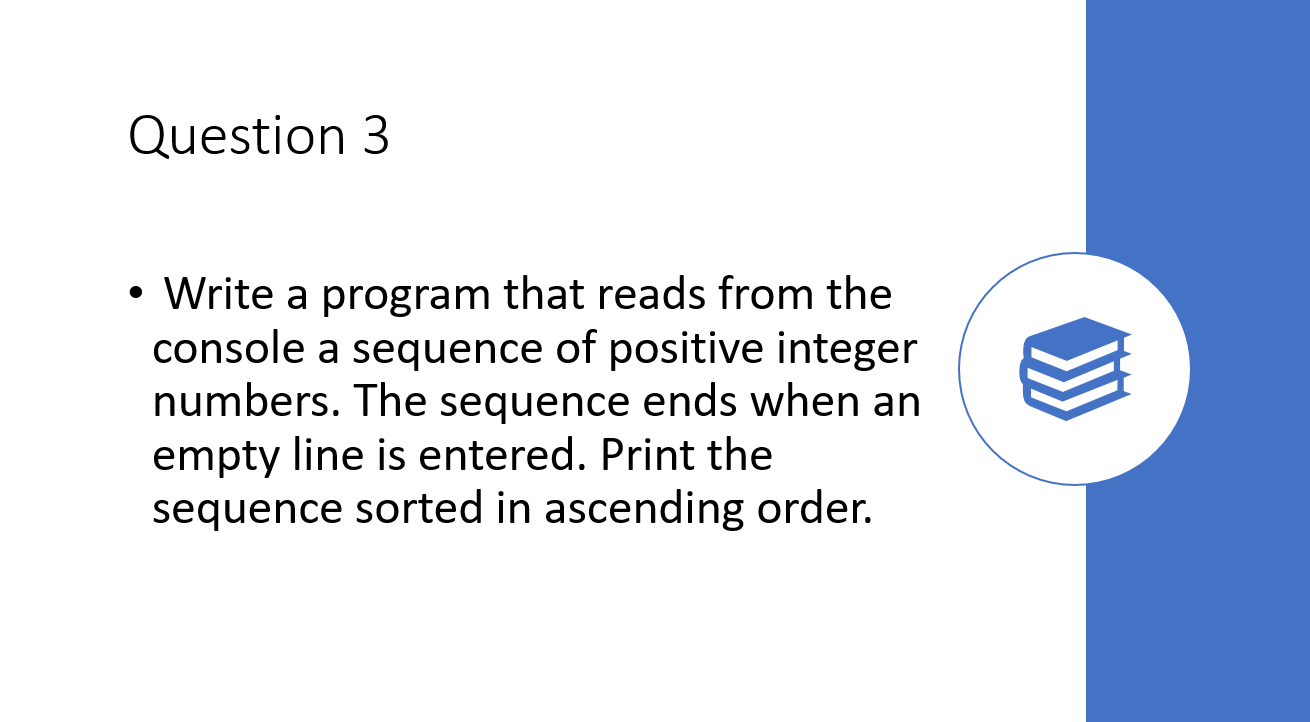 Question 3
• Write a program that reads from the
console a sequence of positive integer
numbers. The sequence ends when an
empty line is entered. Print the
sequence sorted in ascending order.